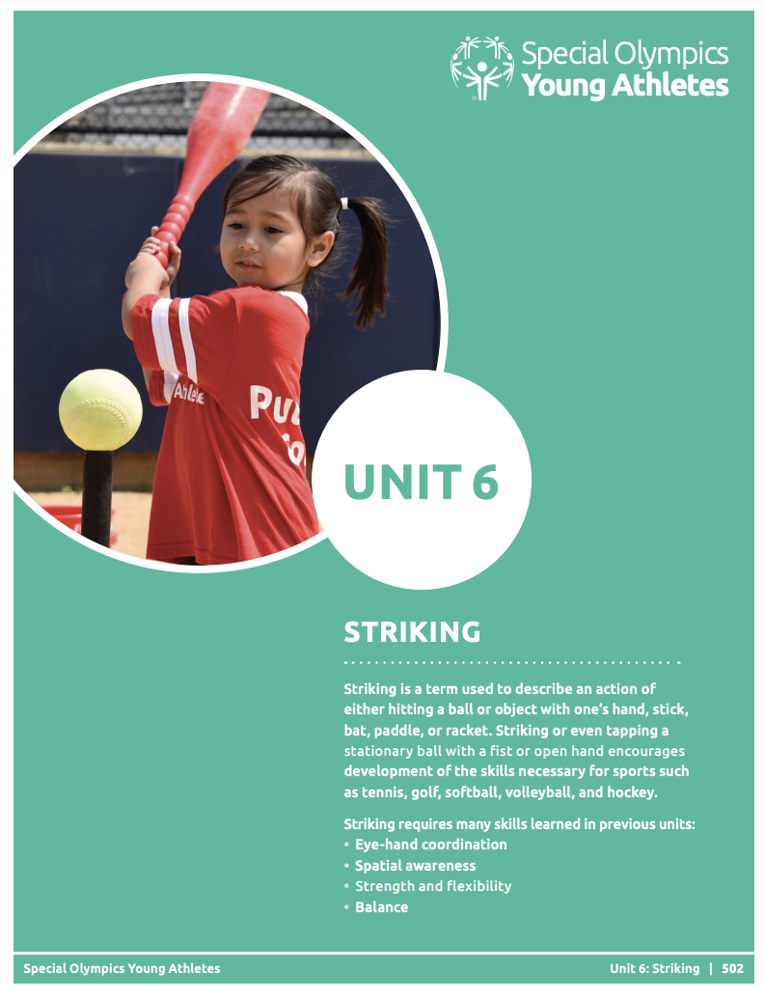 Special Olympics
Young Athletes
UNIT 6
STRIKING
Striking is a term used to describe an action of
either hitting a ball or object with one's hand, stick,
bat, paddle, or racket. Striking or even tapping a
stationary ball with a fist or open hand encourages
development of the skills necessary for sports such
as tennis, golf, softball, volleyball, and hockey.
Striking requires many skills learned in previous units:
• Eye-hand coordination
• Spatial awareness
• Strength and flexibility
• Balance
Special Olympics Young Athletes
Unit 6: Striking | 502